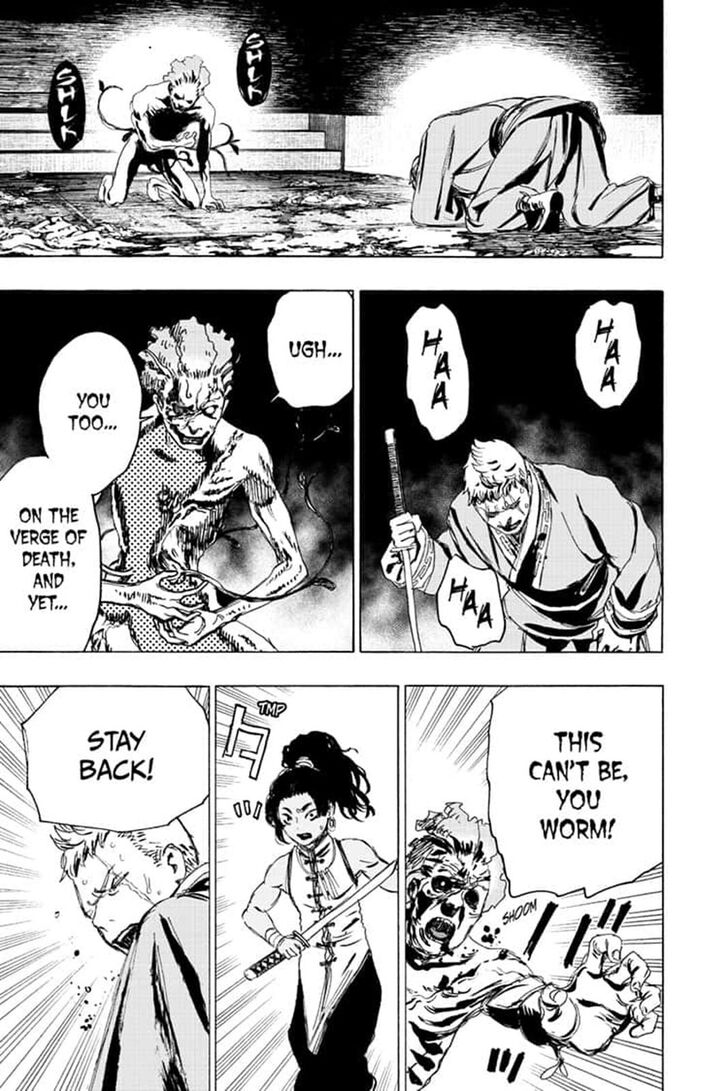 SHLK
SHLK
HAA
HAA
HAA
UGH...
YOU
TOO...
ON THE
VERGE OF
DEATH,
AND
YET...
THIS
CAN'T BE,
YOU
WORM!
SHOOM
TMP
タ
STAY
BACK!